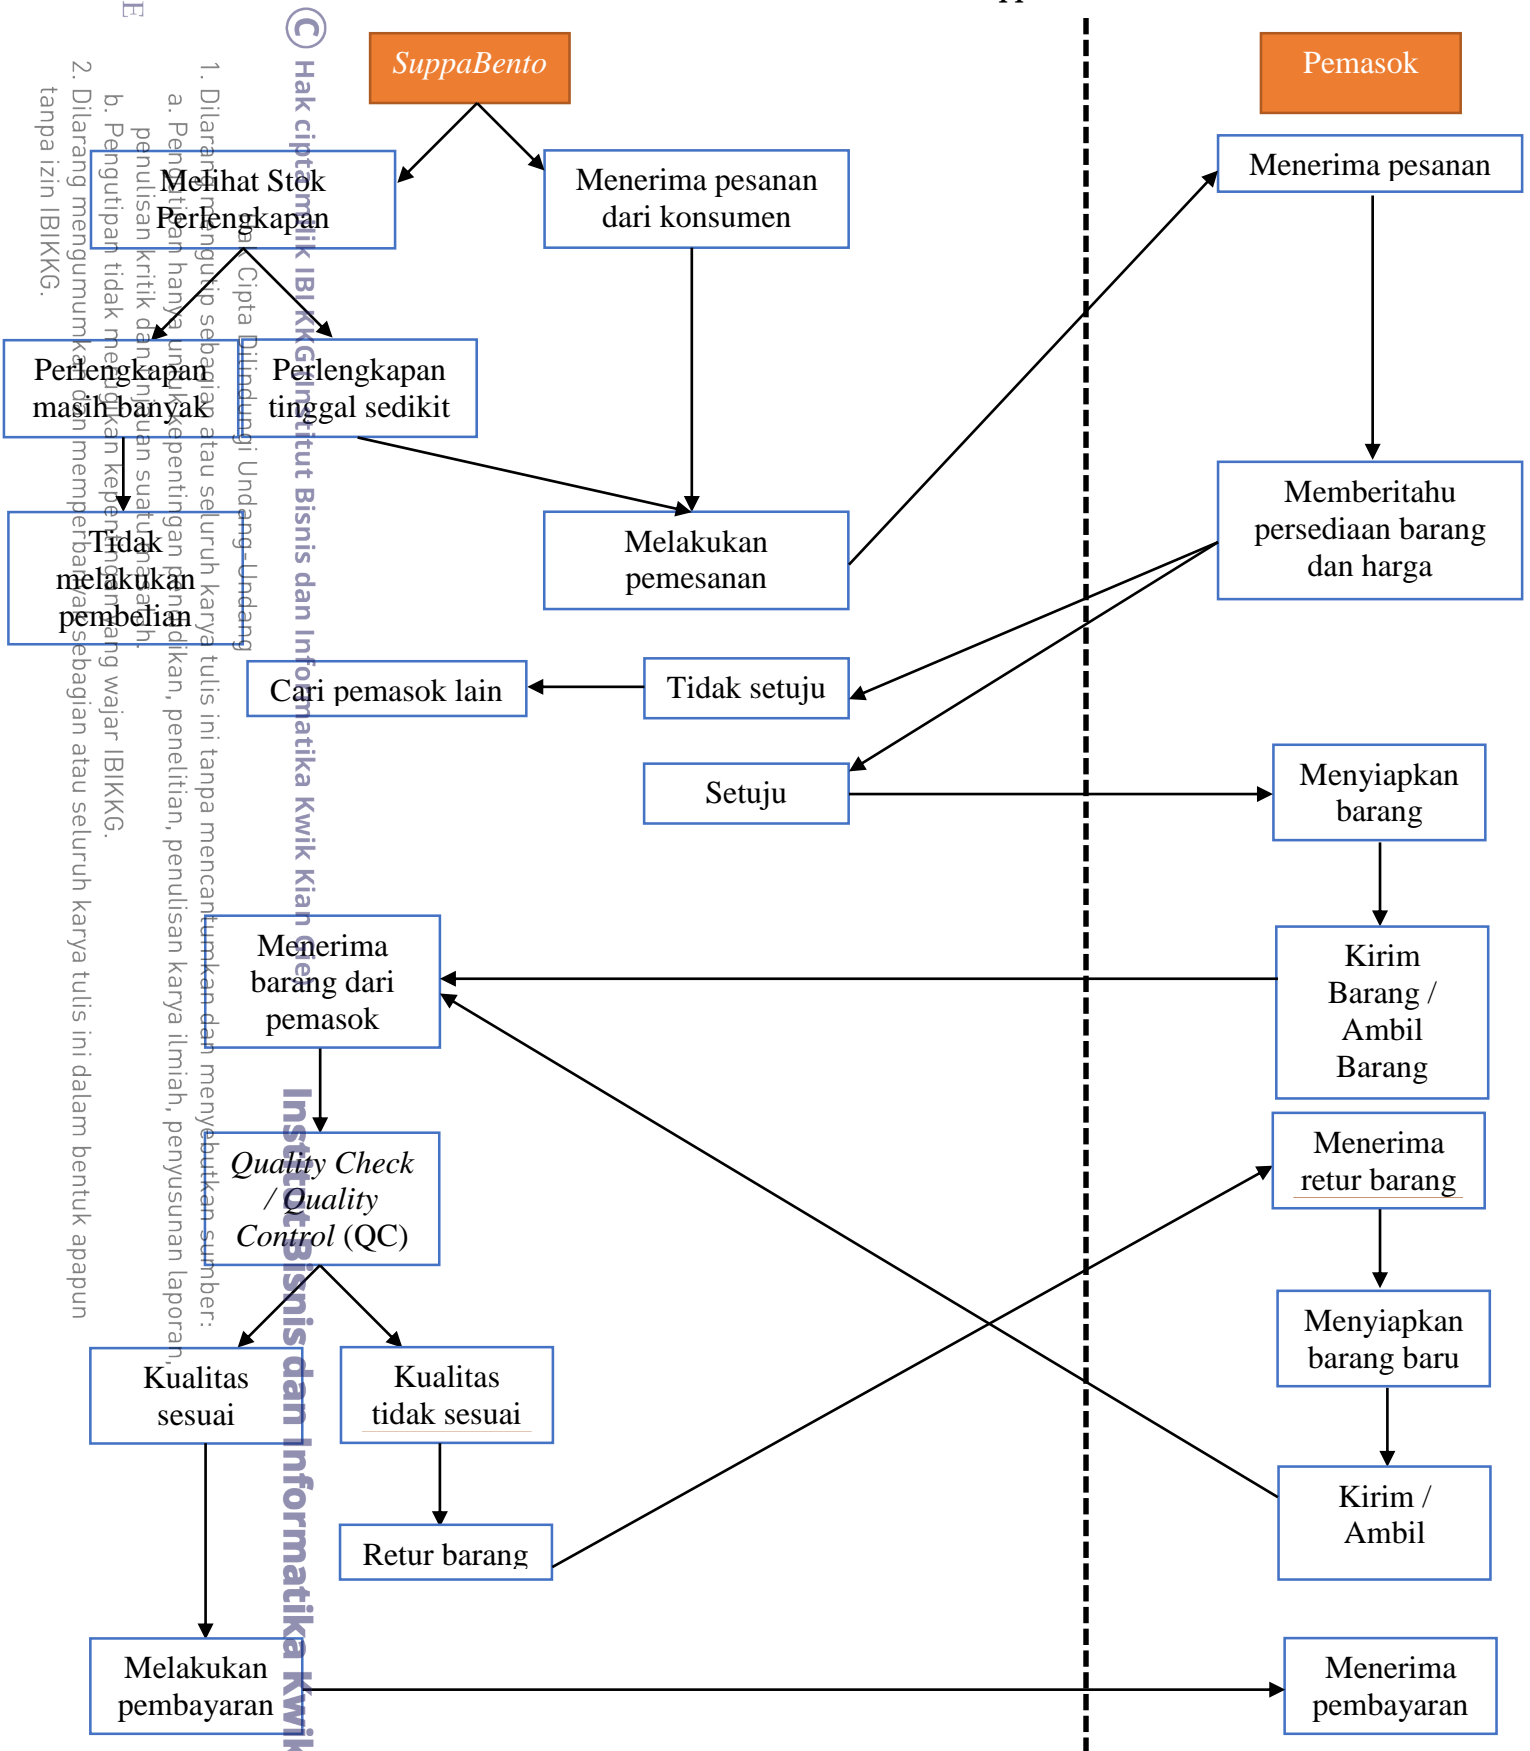 SuppaBento
Pemasok
Melihat Stok
Perlengkapan
Menerima pesanan
dari konsumen
Menerima pesanan
Perlengkapan
masih banyak
Perlengkapan
tinggal sedikit
Memberitahu
persediaan barang
dan harga
Tidak
melakukan
pembelian
Melakukan
pemesanan
Cari pemasok lain
Tidak setuju
Setuju
Menyiapkan
barang
Menerima
barang dari
pemasok
Kirim
Barang /
Ambil
Barang
Quality Check
/ Quality
Control (QC)
Menerima
retur barang
Menyiapkan
barang baru
Kualitas
sesuai
Kualitas
tidak sesuai
Kirim /
Ambil
Retur barang
Melakukan
pembayaran
Menerima
pembayaran
© Hak cipta milik IBI KKG (Institut Bisnis dan Informatika Kwik Kian Gie)
Institut Bisnis dan Informatika Kwik
Hak Cipta Dilindungi Undang-Undang
1. Dilarang mengutip sebagian atau seluruh karya tulis ini tanpa mencantumkan dan menyebutkan sumber:
a. Pengutipan hanya untuk kepentingan pendidikan, penelitian, penulisan karya ilmiah, penyusunan laporan,
penulisan kritik dan tinjauan suatu masalah.
b. Pengutipan tidak merugikan kepentingan yang wajar IBIKKG.
2. Dilarang mengumumkan dan memperbanyak sebagian atau seluruh karya tulis ini dalam bentuk apapun
tanpa izin IBIKKG.